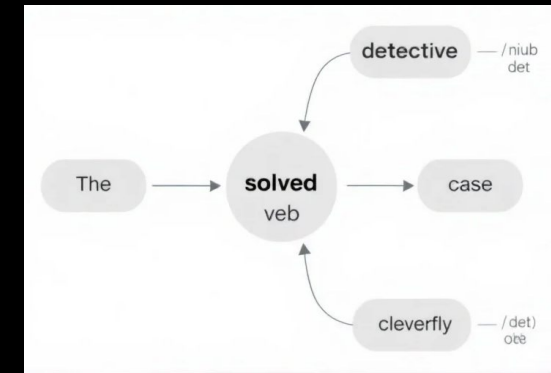 detective
/niub
det
The
solved
veb
case
cleverfly
/det)